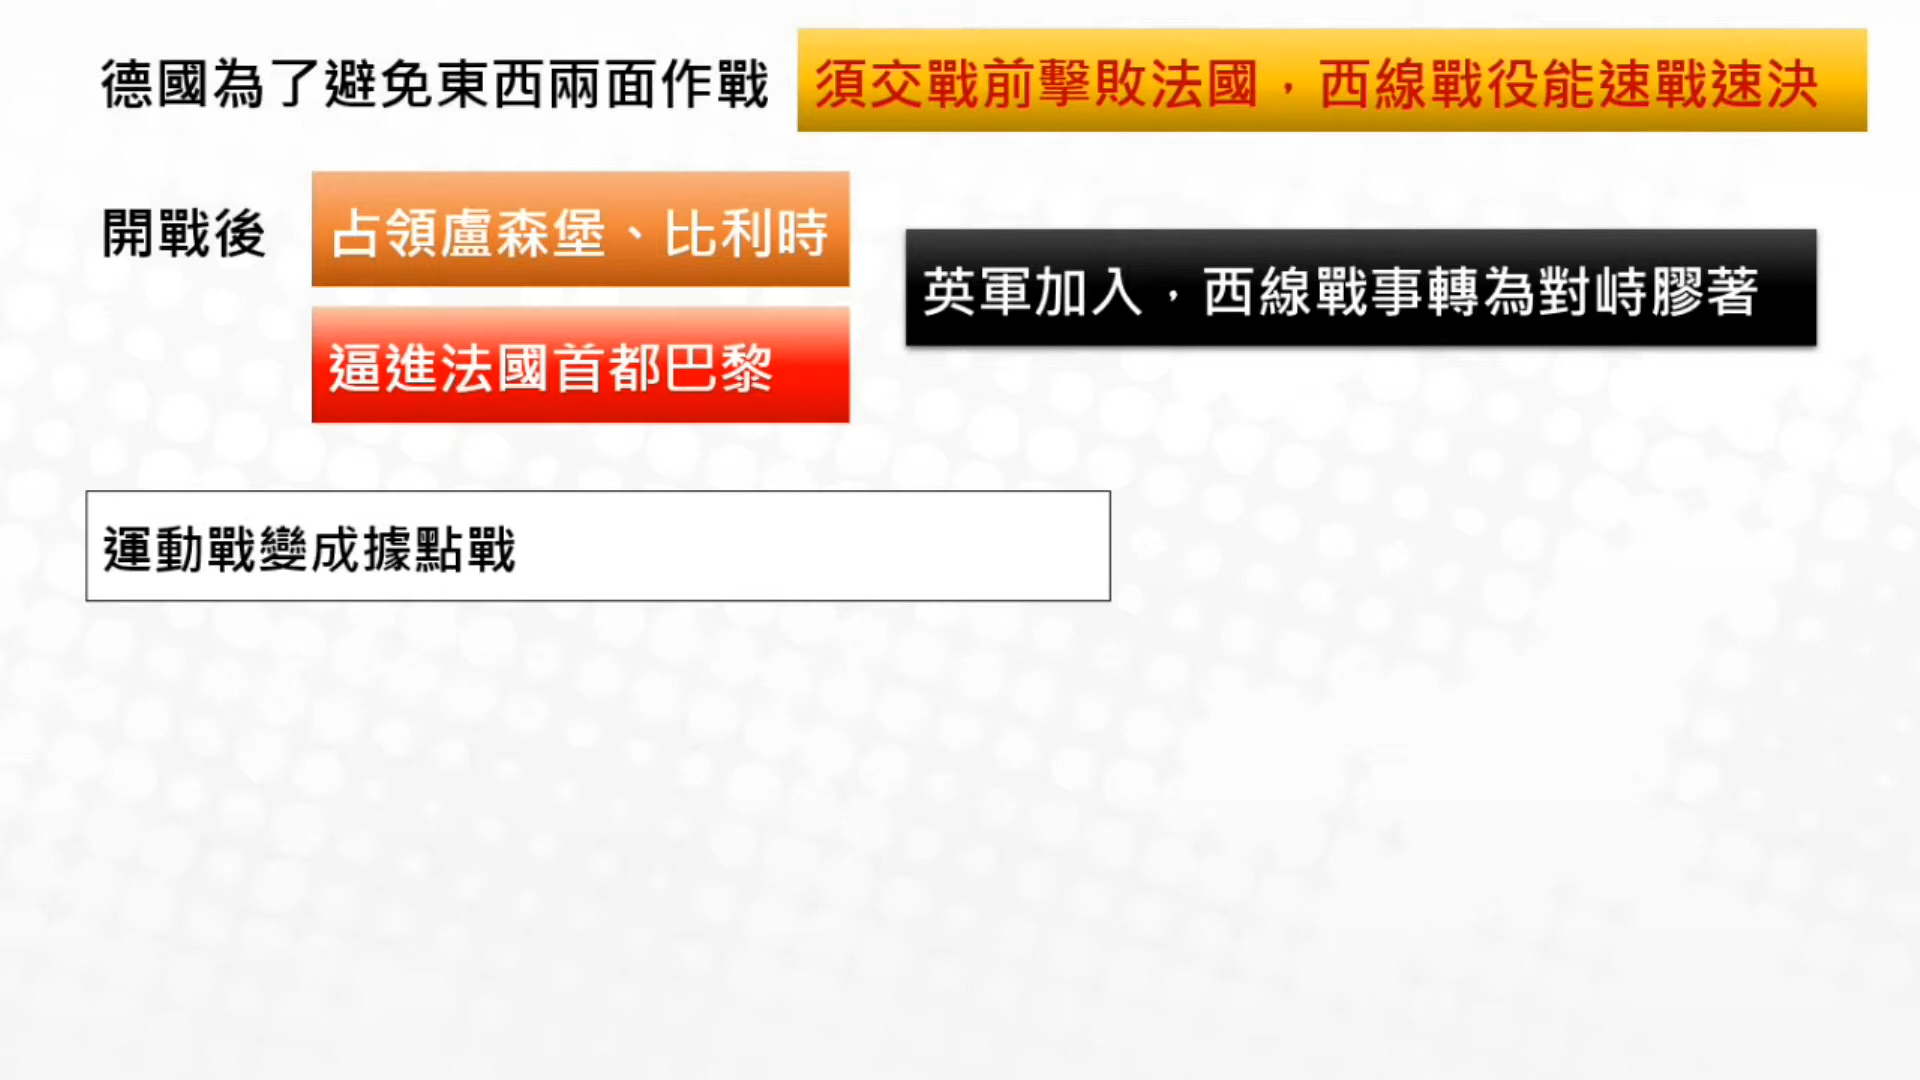 德國為了避免東西兩面作戰
須交戰前擊敗法國，西線戰役能速戰速決
開戰後
占領盧森堡、比利時
逼進法國首都巴黎
英軍加入，西線戰事轉為對峙膠著
運動戰變成據點戰